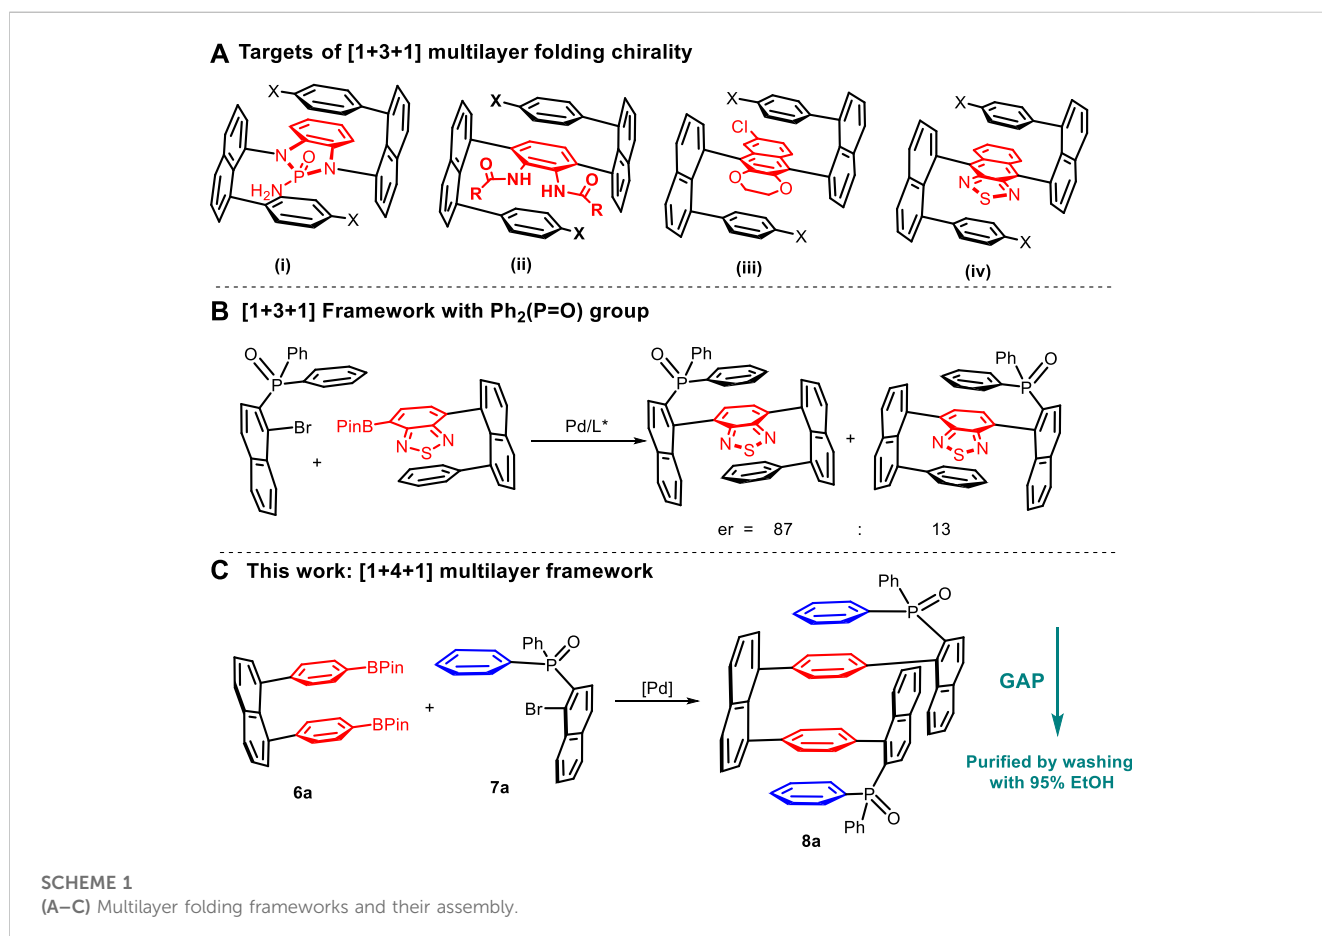 A Targets of [1+3+1] multilayer folding chirality
X
N
O
P
N
H2N
X
(i)
X
O
NH
R
O
HN
R
X
(ii)
X
Cl
O
O
X
(iii)
X
N
S
N
X
(iv)
B [1+3+1] Framework with Ph2(P=O) group
O
Ph
P
Br
+
PinB
N
S
N
Pd/L*
O
Ph
P
N
S
N
+
Ph
O
P
N
S
N
er = 87 : 13
C This work: [1+4+1] multilayer framework
BPin
BPin
6a
+
Ph
O
P
Br
7a
[Pd]
Ph
O
P
P
Ph
O
8a
GAP
Purified by washing
with 95% EtOH
SCHEME 1
(A–C) Multilayer folding frameworks and their assembly.